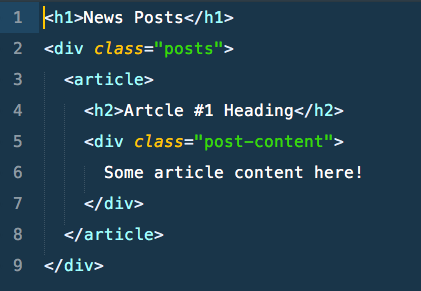 1 <h1>News Posts</h1>
2 <div class="posts">
3   <article>
4     <h2>Artcle #1 Heading</h2>
5     <div class="post-content">
6       Some article content here!
7     </div>
8   </article>
9 </div>